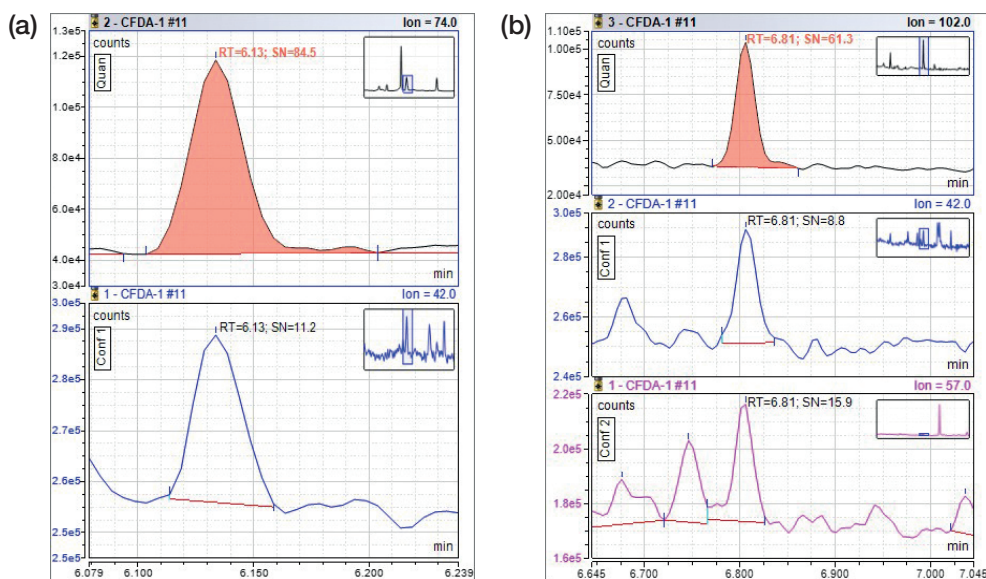 (a)
2 - CFDA-1 #11 Ion = 74.0
1.3e5
counts
Quan
RT=6.13; SN=84.5
1.2e5
1.0e5
8.0e4
6.0e4
4.0e4
3.0e4
min
1 - CFDA-1 #11 Ion = 42.0
3.0e5
counts
Conf 1
RT=6.13; SN=11.2
2.9e5
2.8e5
2.7e5
2.6e5
2.5e5
2.5e5
min
6.079 6.100 6.150 6.200 6.239
(b)
3 - CFDA-1 #11 Ion = 102.0
1.10e5
counts
Quan
RT=6.81; SN=61.3
1.00e5
7.50e4
5.00e4
2.00e4
min
2 - CFDA-1 #11 Ion = 42.0
3.0e5
counts
Conf 1
RT=6.81; SN=8.8
2.8e5
2.6e5
2.4e5
min
1 - CFDA-1 #11 Ion = 57.0
2.2e5
counts
Conf 2
RT=6.81; SN=15.9
2.0e5
1.8e5
1.6e5
min
6.645 6.700 6.800 6.900 7.000 7.045